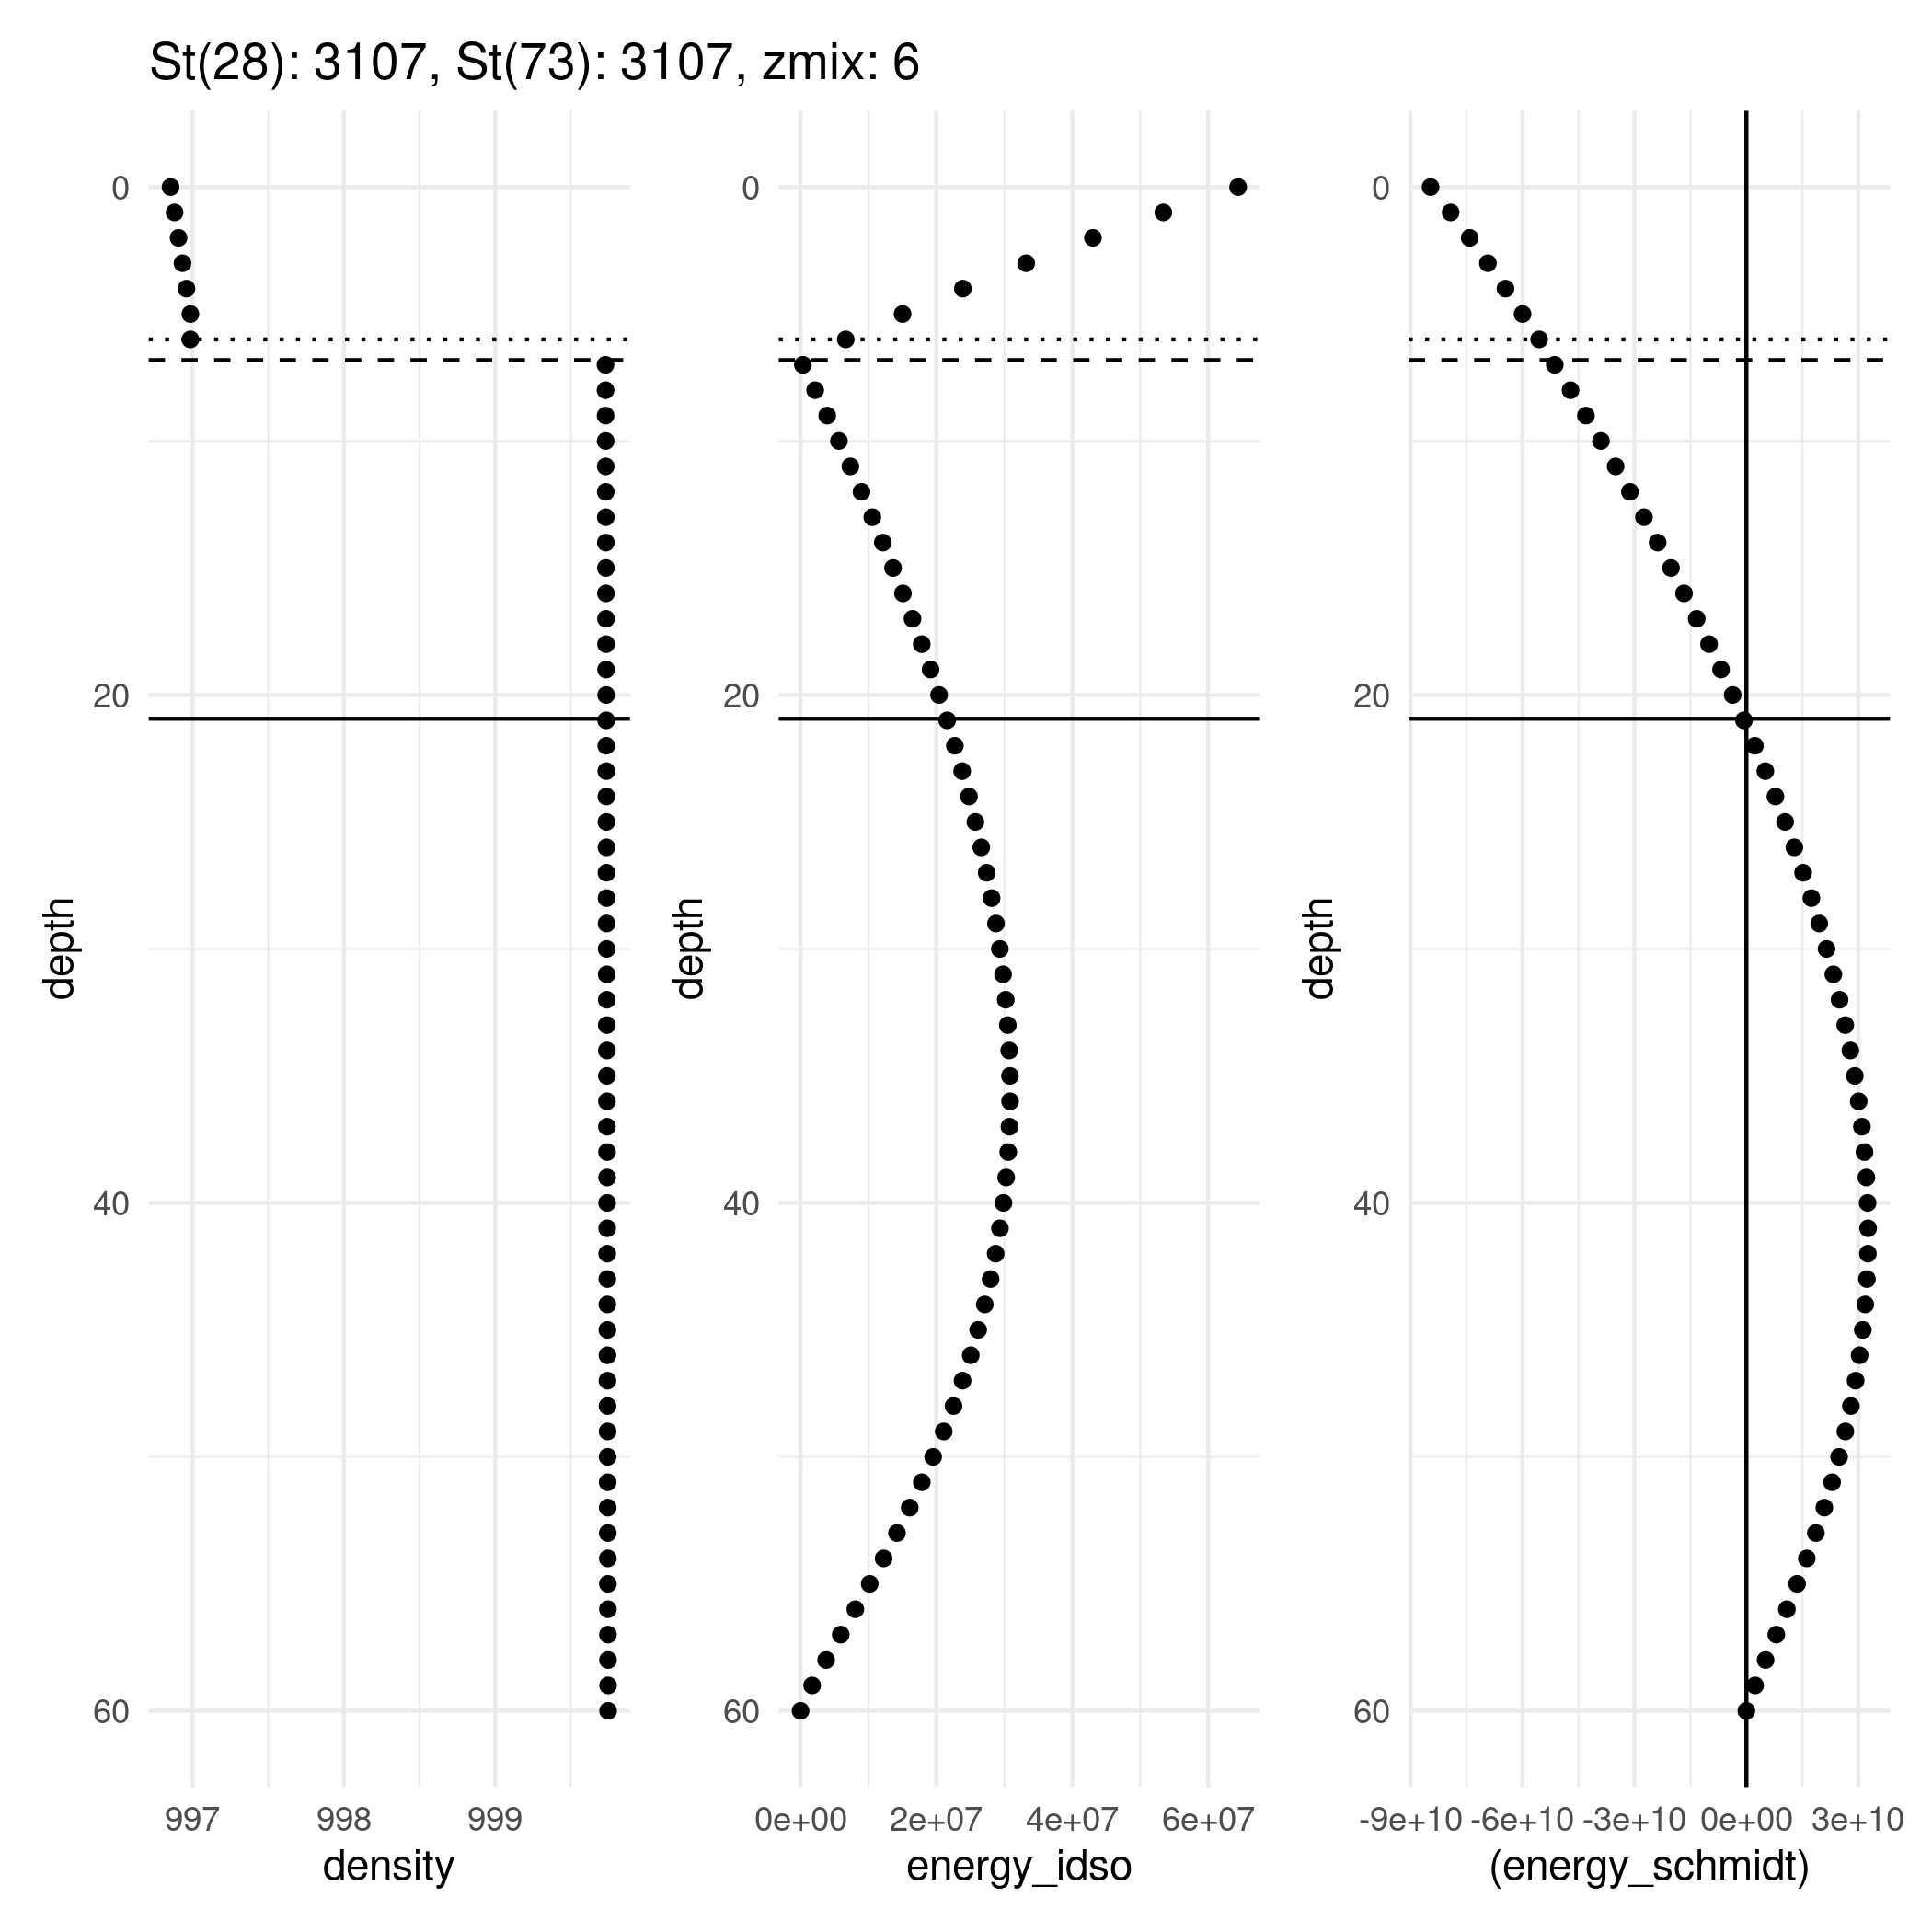 St(28): 3107, St(73): 3107, zmix: 6
0
20
40
60
depth
997 998 999
density
0
20
40
60
depth
0e+00 2e+07 4e+07 6e+07
energy_idso
0
20
40
60
depth
-9e+10 -6e+10 -3e+10 0e+00 3e+10
(energy_schmidt)